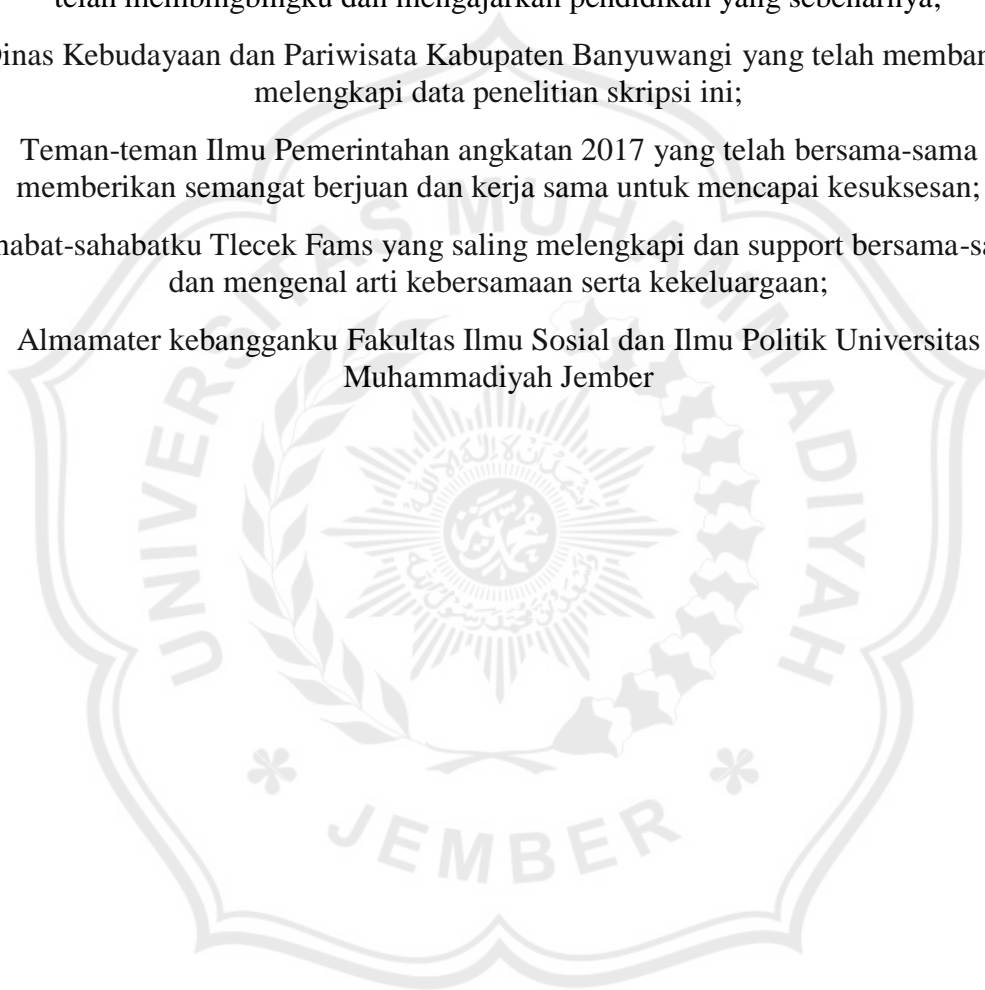 telah membingbingku dan mengajarkan pendidikan yang sebenarnya;
Dinas Kebudayaan dan Pariwisata Kabupaten Banyuwangi yang telah memban
melengkapi data penelitian skripsi ini;
Teman-teman Ilmu Pemerintahan angkatan 2017 yang telah bersama-sama
memberikan semangat berjuan dan kerja sama untuk mencapai kesuksesan;
habat-sahabatku Tlecek Fams yang saling melengkapi dan support bersama-sa
dan mengenal arti kebersamaan serta kekeluargaan;
Almamater kebangganku Fakultas Ilmu Sosial dan Ilmu Politik Universitas
Muhammadiyah Jember
UNIVERSITAS MUHAMMADIYAH
JEMBER